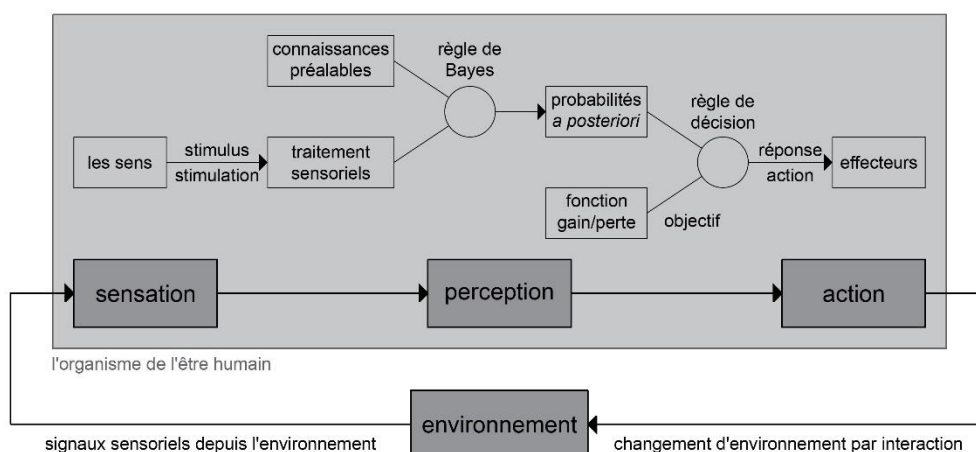 connaissances
préalables
règle de
Bayes
les sens
stimulus
stimulation
traitement
sensoriels
probabilités
a posteriori
règle de
décision
fonction
gain/perte
objectif
réponse
action
effecteurs
sensation
perception
action
l'organisme de l'être humain
environnement
signaux sensoriels depuis l'environnement
changement d'environnement par interaction